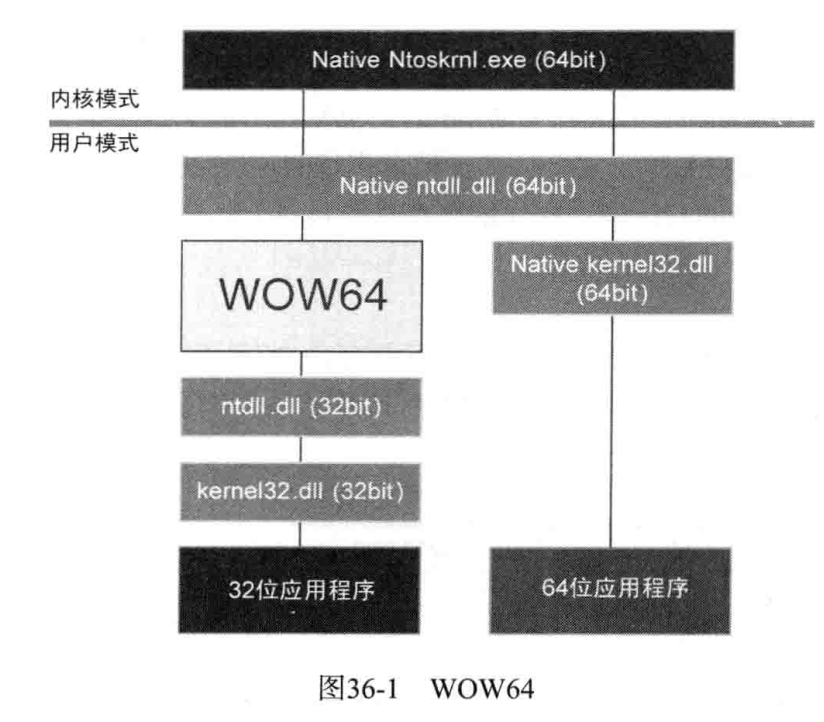 Native Ntoskrnl.exe (64bit)
内核模式
用户模式
Native ntdll.dll (64bit)
WOW64
Native kernel32.dll
(64bit)
ntdll.dll (32bit)
kernel32.dll (32bit)
32位应用程序
64位应用程序
图36-1 WOW64